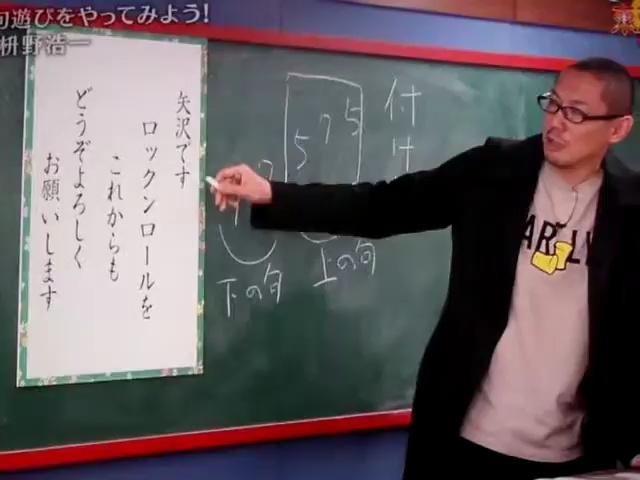 句遊びをやってみよう!
枡野浩一
矢沢です
ロックンロールを
これからも
どうぞよろしく
お願いします
付け
5
7
5
上の句
7
下の句